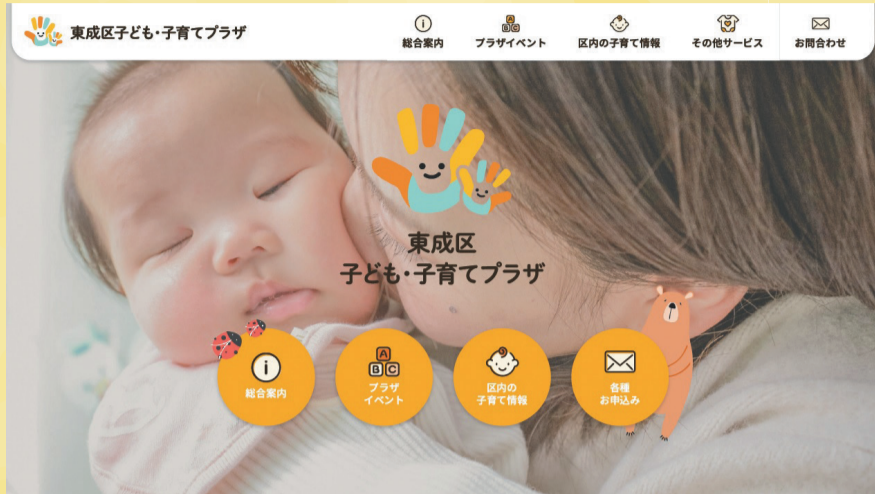 東成区子ども・子育てプラザ
総合案内
プラザイベント
区内の子育て情報
その他サービス
お問合わせ
東成区
子ども・子育てプラザ
i
総合案内
A
B C
プラザ
イベント
区内の
子育て情報
各種
お申込み